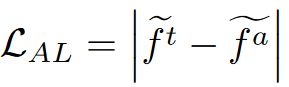 $\mathcal{L}_{AL} = \left| \widetilde{f}^{t} - \widetilde{f^{a}} \right|$